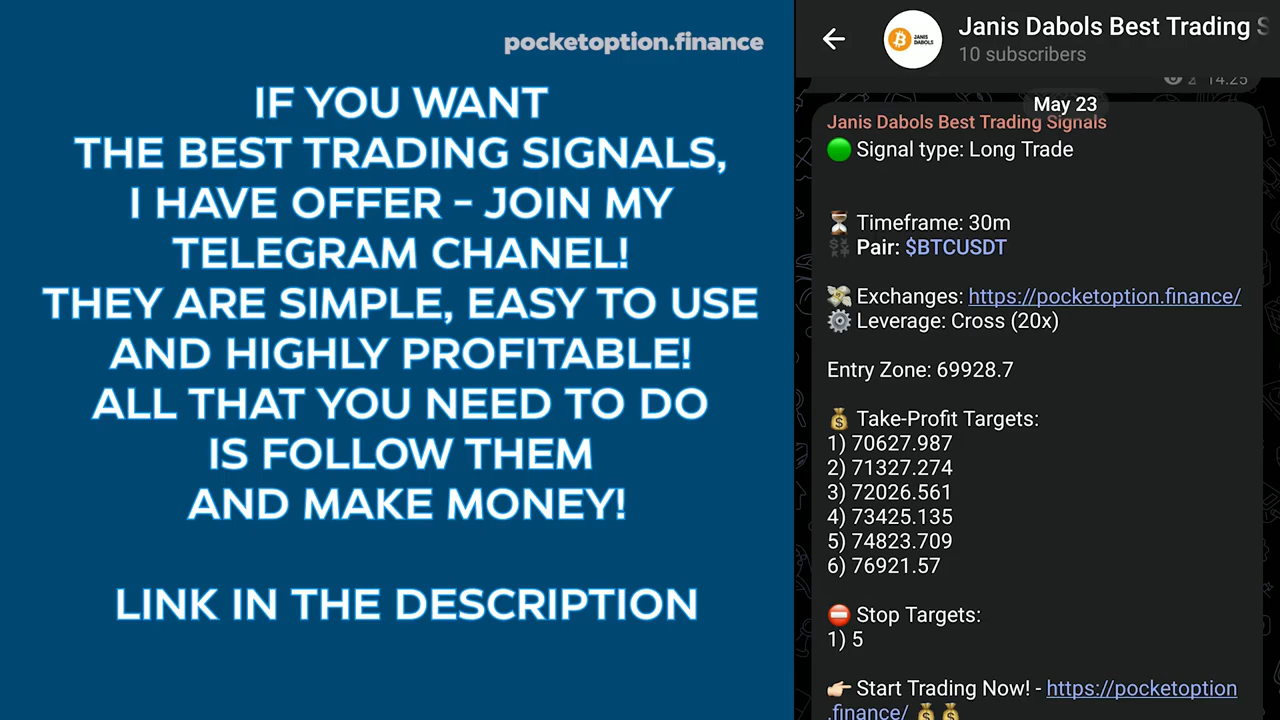 pocketoption.finance
IF YOU WANT
THE BEST TRADING SIGNALS,
I HAVE OFFER - JOIN MY
TELEGRAM CHANEL!
THEY ARE SIMPLE, EASY TO USE
AND HIGHLY PROFITABLE!
ALL THAT YOU NEED TO DO
IS FOLLOW THEM
AND MAKE MONEY!
LINK IN THE DESCRIPTION
JANIS
DABOLS
Janis Dabols Best Trading S
10 subscribers
14:25
May 23
Janis Dabols Best Trading Signals
Signal type: Long Trade
Timeframe: 30m
Pair: $BTCUSDT
Exchanges: https://pocketoption.finance/
Leverage: Cross (20x)
Entry Zone: 69928.7
Take-Profit Targets:
1) 70627.987
2) 71327.274
3) 72026.561
4) 73425.135
5) 74823.709
6) 76921.57
Stop Targets:
1) 5
Start Trading Now! - https://pocketoption
.finance/